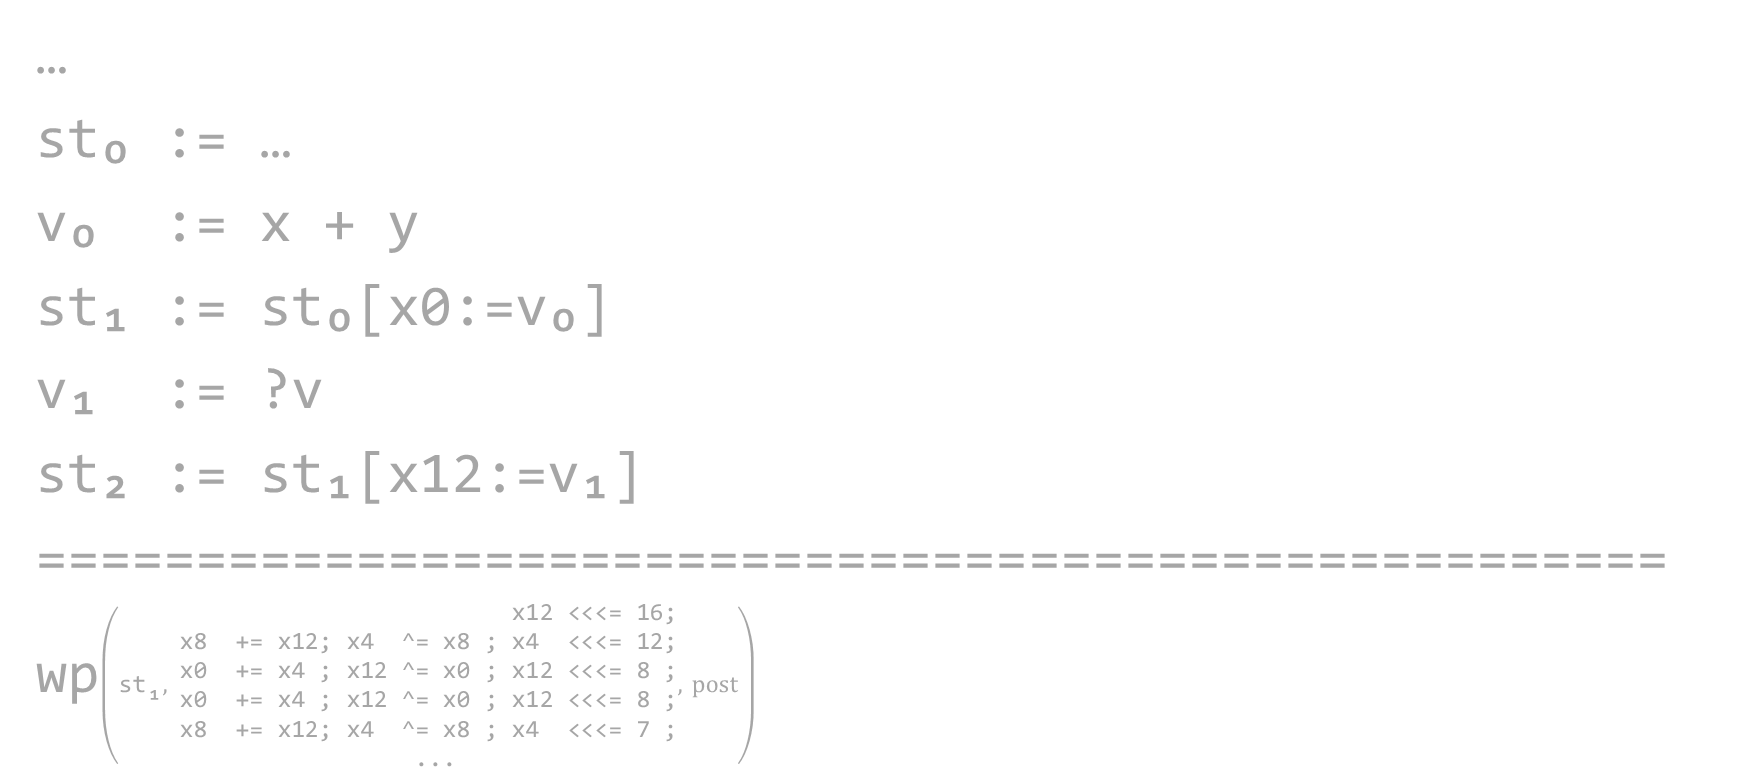 …
st₀ := …
v₀  := x + y
st₁ := st₀[x0:=v₀]
v₁  := ?v
st₂ := st₁[x12:=v₁]
===================================================
x12 <<<= 16;
x8  += x12; x4  ^= x8 ; x4  <<<= 12;
wp( st₁, x0  += x4 ; x12 ^= x0 ; x12 <<<= 8 ; , post )
x0  += x4 ; x12 ^= x0 ; x12 <<<= 8 ;
x8  += x12; x4  ^= x8 ; x4  <<<= 7 ;
...